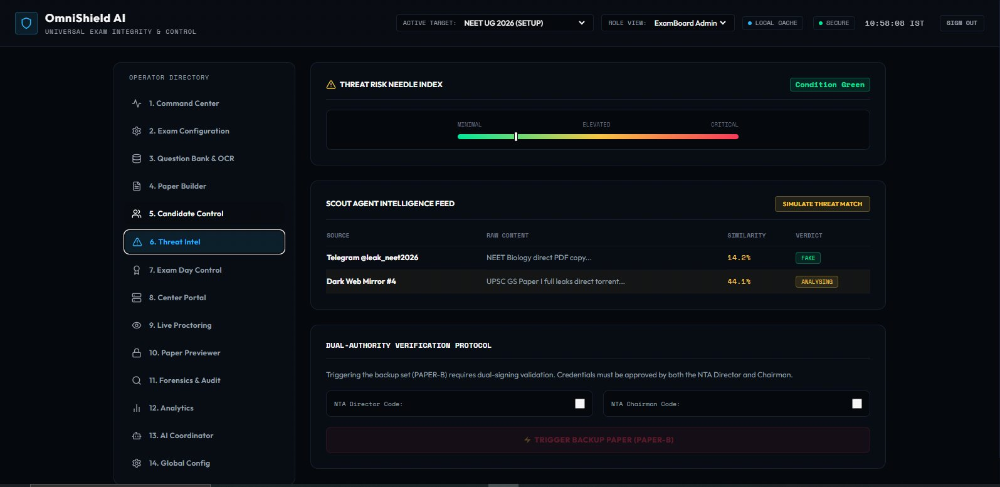 OmniShield AI
UNIVERSAL EXAM INTEGRITY & CONTROL
ACTIVE TARGET: NEET UG 2026 (SETUP)
ROLE VIEW: ExamBoard Admin
LOCAL CACHE
SECURE
10:58:08 IST
SIGN OUT
OPERATOR DIRECTORY
1. Command Center
2. Exam Configuration
3. Question Bank & OCR
4. Paper Builder
5. Candidate Control
6. Threat Intel
7. Exam Day Control
8. Center Portal
9. Live Proctoring
10. Paper Previewer
11. Forensics & Audit
12. Analytics
13. AI Coordinator
14. Global Config
THREAT RISK NEEDLE INDEX
Condition Green
MINIMAL ELEVATED CRITICAL
SCOUT AGENT INTELLIGENCE FEED
SIMULATE THREAT MATCH
SOURCE RAW CONTENT SIMILARITY VERDICT
Telegram @leak_neet2026 NEET Biology direct PDF copy... 14.2% FAKE
Dark Web Mirror #4 UPSC GS Paper I full leaks direct torrent... 44.1% ANALYSING
DUAL-AUTHORITY VERIFICATION PROTOCOL
Triggering the backup set (PAPER-B) requires dual-signing validation. Credentials must be approved by both the NTA Director and Chairman.
NTA Director Code:
NTA Chairman Code:
TRIGGER BACKUP PAPER (PAPER-B)